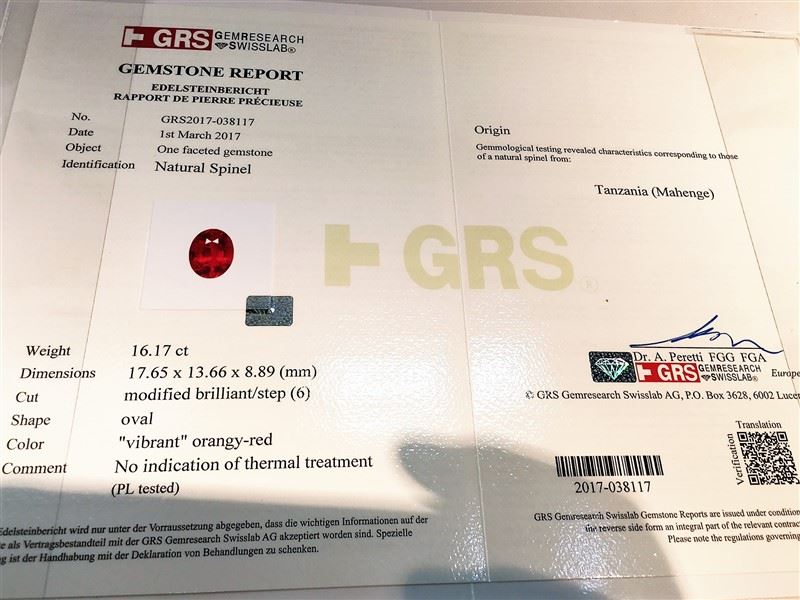 GRS GEMRESEARCH
SWISSLAB®
GEMSTONE REPORT
EDELSTEINBERICHT
RAPPORT DE PIERRE PRÉCIEUSE
No. GRS2017-038117
Date 1st March 2017
Object One faceted gemstone
Identification Natural Spinel
Weight 16.17 ct
Dimensions 17.65 x 13.66 x 8.89 (mm)
Cut modified brilliant/step (6)
Shape oval
Color "vibrant" orangy-red
Comment No indication of thermal treatment
(PL tested)
Edelsteinbericht wird nur unter der Vorraussetzung abgegeben, dass die wichtigen Informationen auf der
te als Vertragsbestandteil mit der GRS Gemresearch Swisslab AG akzeptiert worden sind. Spezielle
g ist der Handhabung mit der Deklaration von Behandlungen zu schenken.
GRS®
Origin
Gemmological testing revealed characteristics corresponding to those
of a natural spinel from:
Tanzania (Mahenge)
Dr. A. Peretti FGG FGA
Europe
GRS GEMRESEARCH
SWISSLAB®
© GRS Gemresearch Swisslab AG, P.O. Box 3628, 6002 Lucer
Translation
Verification
2017-038117
GRS Gemresearch Swisslab Gemstone Reports are issued under condition
the reverse side form an integral part of the relevant contract
Please note the regulations governing